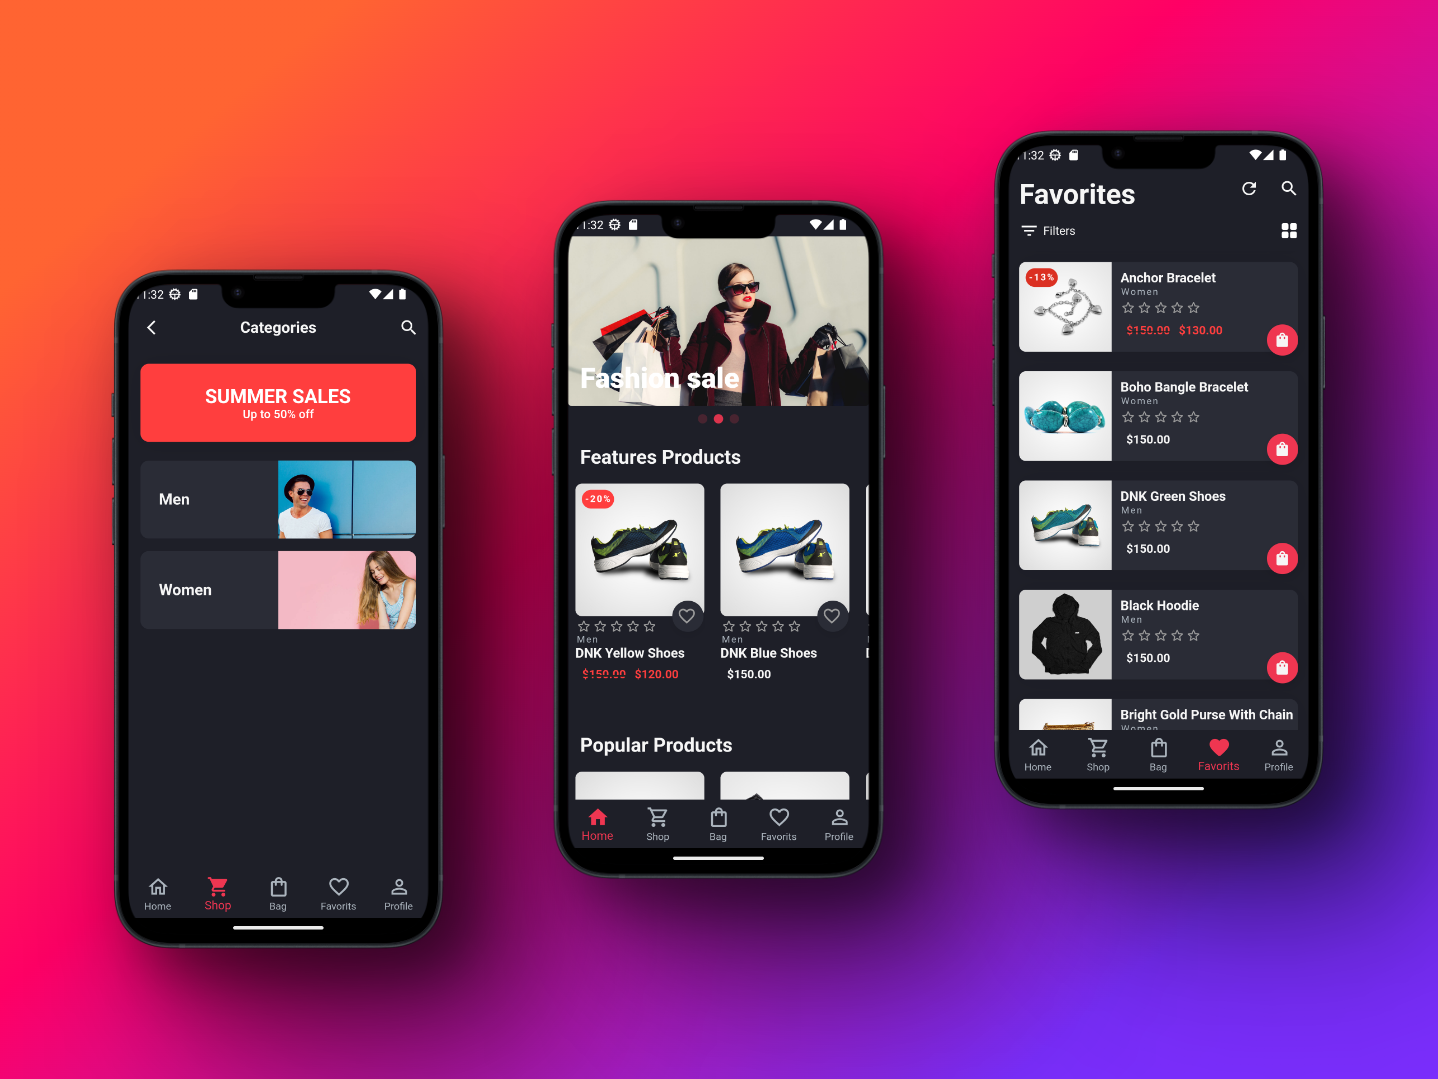 11:32
Categories
SUMMER SALES
Up to 50% off
Men
Women
Home Shop Bag Favorits Profile
11:32
Fashion sale
Features Products
-20%
Men Men
DNK Yellow Shoes DNK Blue Shoes
$150.00 $120.00 $150.00
Popular Products
Home Shop Bag Favorits Profile
11:32
Favorites
Filters
-13%
Anchor Bracelet
Women
$150.00 $130.00
Boho Bangle Bracelet
Women
$150.00
DNK Green Shoes
Men
$150.00
Black Hoodie
Men
$150.00
Bright Gold Purse With Chain
Women
Home Shop Bag Favorits Profile